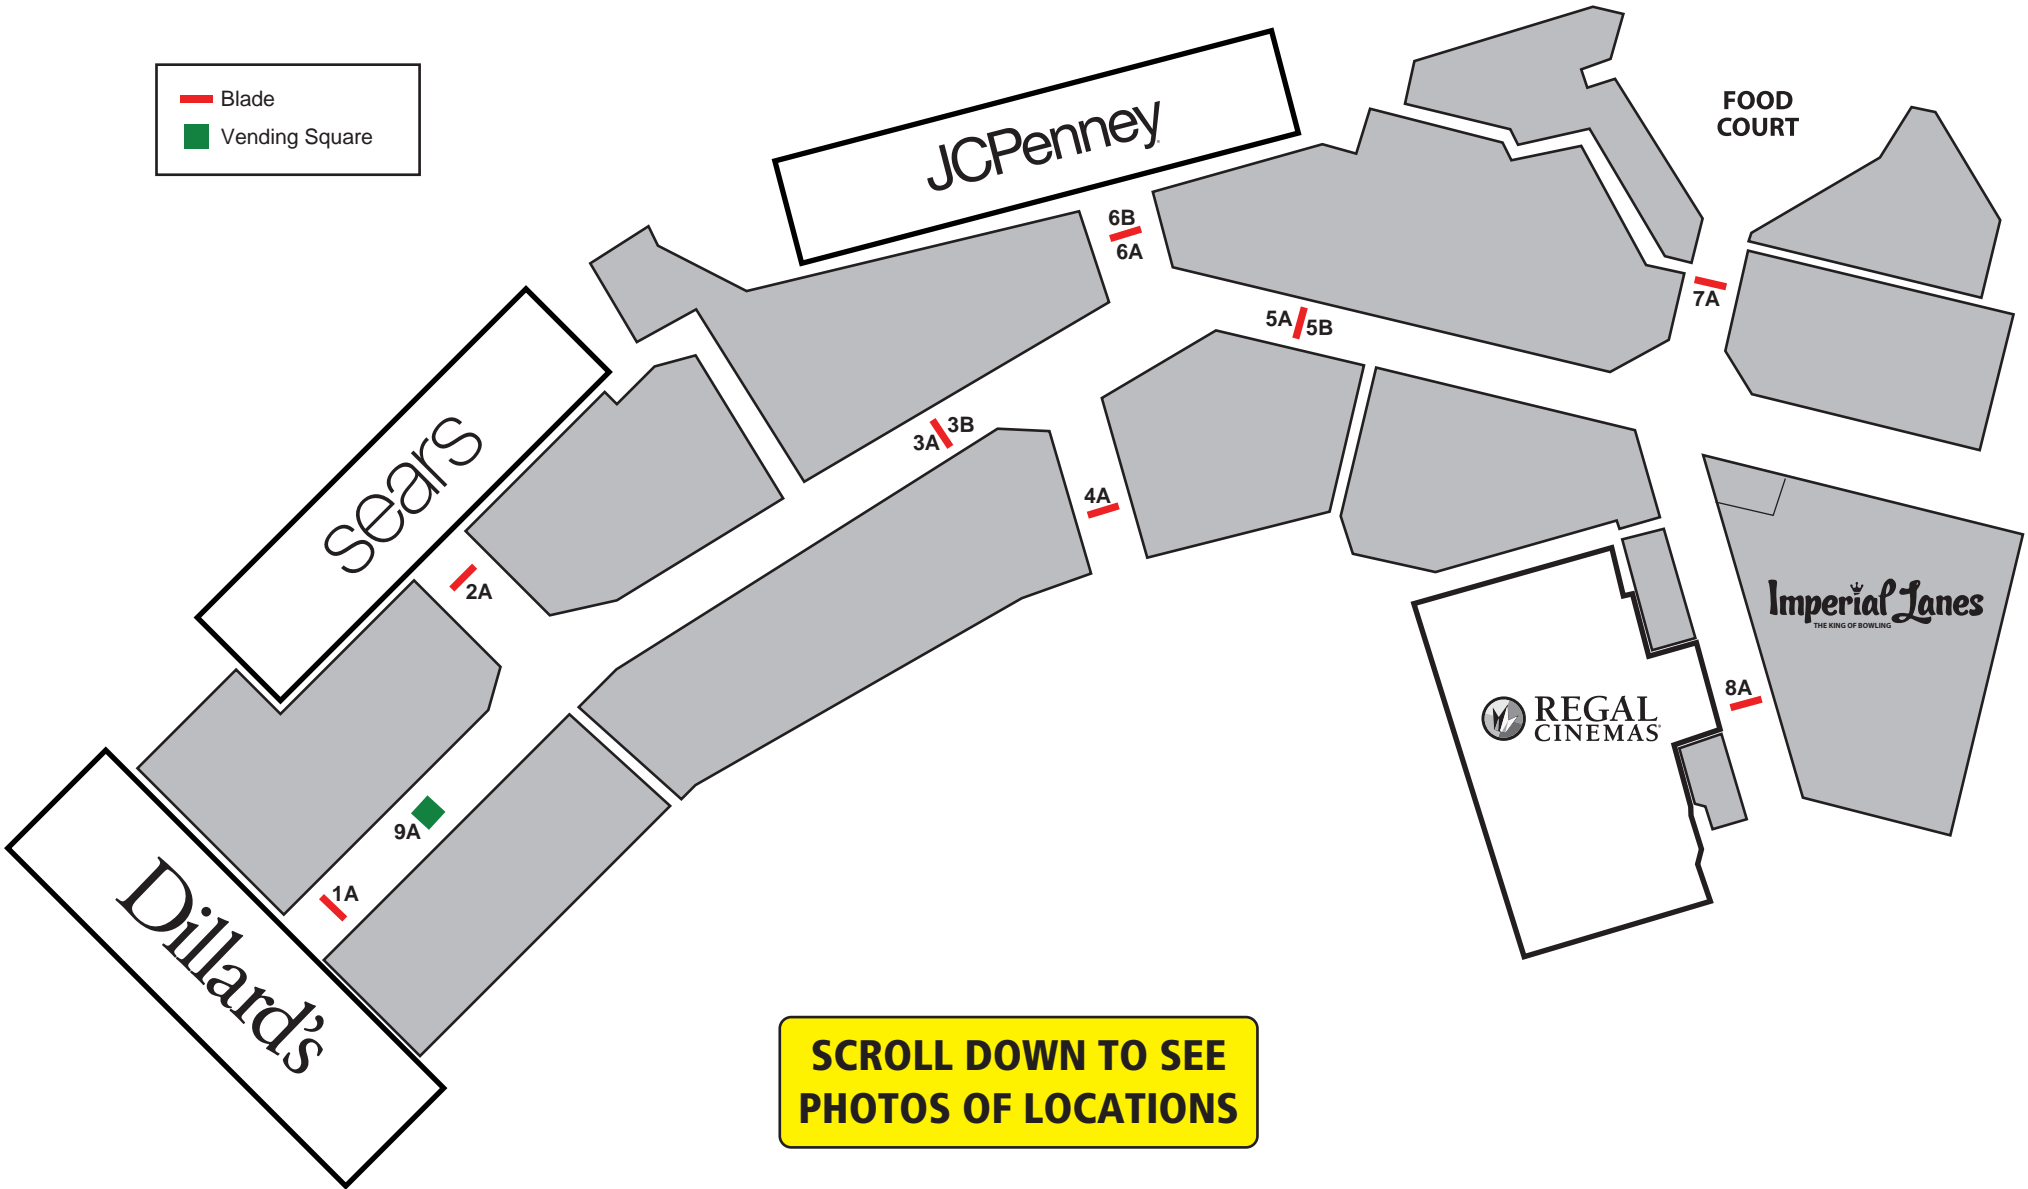 Blade
Vending Square
JCPenney
FOOD
COURT
6B
6A
7A
5A
5B
sears
3A
3B
4A
2A
Imperial Lanes
THE KING OF BOWLING
8A
REGAL
CINEMAS
9A
1A
Dillard's
SCROLL DOWN TO SEE
PHOTOS OF LOCATIONS